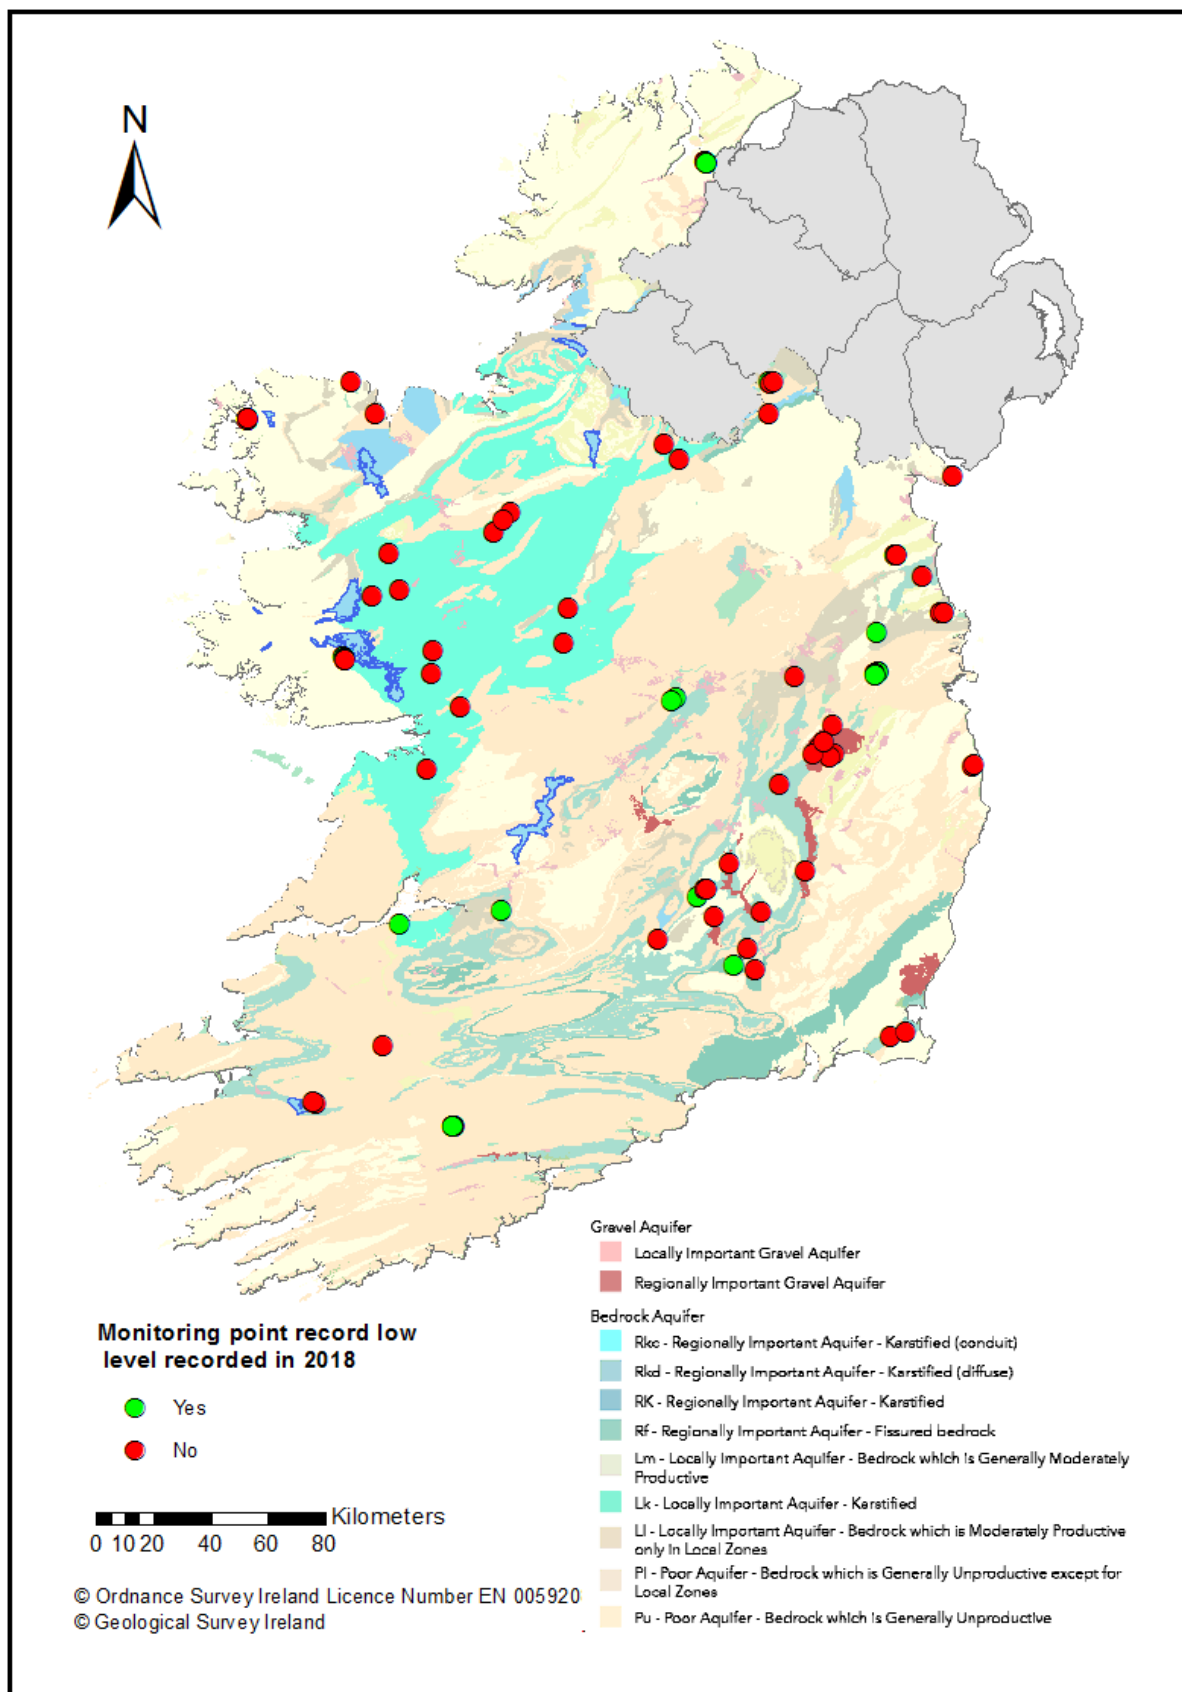 N
Gravel Aquifer
Locally Important Gravel Aquifer
Regionally Important Gravel Aquifer
Bedrock Aquifer
Rkc - Regionally Important Aquifer - Karstified (conduit)
Rkd - Regionally Important Aquifer - Karstified (diffuse)
RK - Regionally Important Aquifer - Karstified
Rf - Regionally Important Aquifer - Fissured bedrock
Lm - Locally Important Aquifer - Bedrock which is Generally Moderately
Productive
Lk - Locally Important Aquifer - Karstified
Ll - Locally Important Aquifer - Bedrock which is Moderately Productive
only in Local Zones
Pl - Poor Aquifer - Bedrock which is Generally Unproductive except for
Local Zones
Pu - Poor Aquifer - Bedrock which is Generally Unproductive
Monitoring point record low
level recorded in 2018
Yes
No
Kilometers
0 10 20 40 60 80
© Ordnance Survey Ireland Licence Number EN 005920
© Geological Survey Ireland